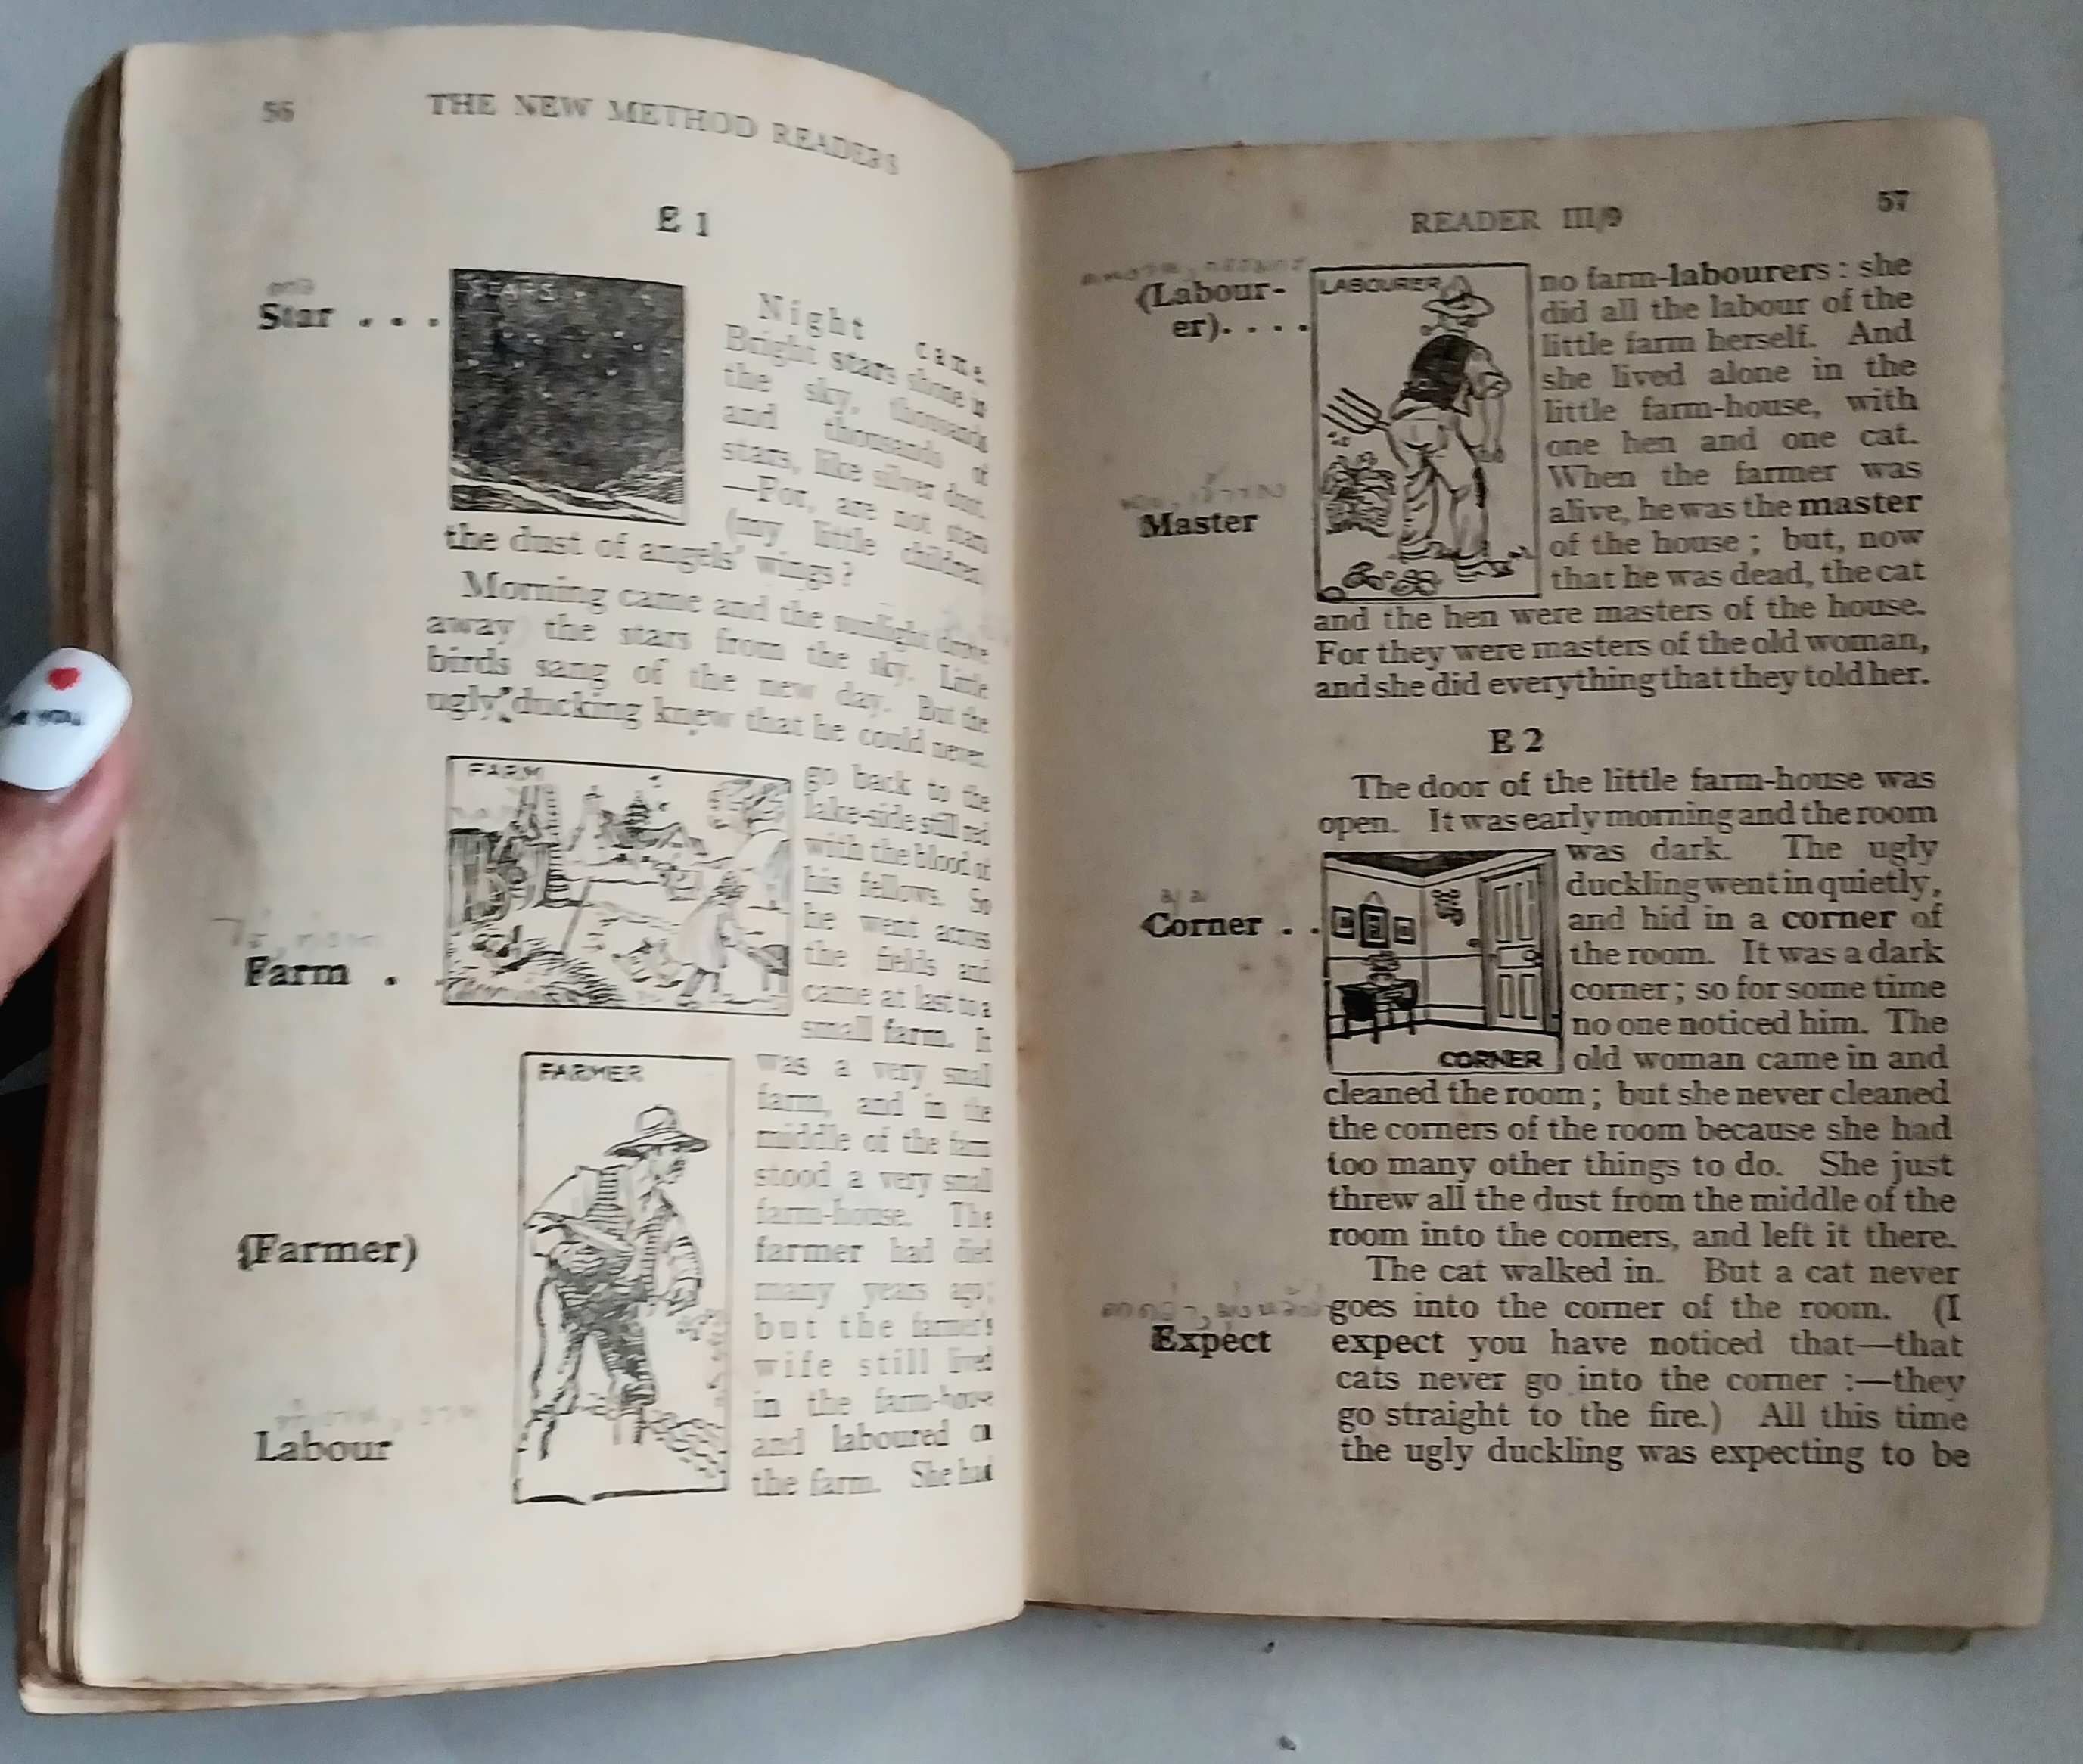 56
THE NEW METHOD READERS
E 1
Star . . .
STARS
Night came.
Bright stars shone in
the sky, thousands
and thousands of
stars, like silver dust.
—For, are not stars
(my little children)
the dust of angels' wings?
Morning came and the sunlight drove
away the stars from the sky. Little
birds sang of the new day. But the
ugly ducking knew that he could never
FARM
go back to the
lake-side still red
with the blood of
his fellows. So
he went across
the fields and
Farm .
came at last to a
small farm. It
FARMER
was a very small
farm, and in the
middle of the farm
stood a very small
farm-house. The
(Farmer)
farmer had died
many years ago;
but the farmer's
wife still lived
in the farm-house
Labour
and laboured on
the farm. She had
57
READER III/9
(Labour-
er). . . .
LABOURER
no farm-labourers : she
did all the labour of the
little farm herself. And
she lived alone in the
little farm-house, with
one hen and one cat.
When the farmer was
Master
alive, he was the master
of the house ; but, now
that he was dead, the cat
and the hen were masters of the house.
For they were masters of the old woman,
and she did everything that they told her.
E 2
The door of the little farm-house was
open. It was early morning and the room
was dark. The ugly
duckling went in quietly,
Corner . .
and hid in a corner of
the room. It was a dark
corner ; so for some time
no one noticed him. The
CORNER
old woman came in and
cleaned the room ; but she never cleaned
the corners of the room because she had
too many other things to do. She just
threw all the dust from the middle of the
room into the corners, and left it there.
The cat walked in. But a cat never
goes into the corner of the room. (I
Expect
expect you have noticed that—that
cats never go into the corner :—they
go straight to the fire.) All this time
the ugly duckling was expecting to be